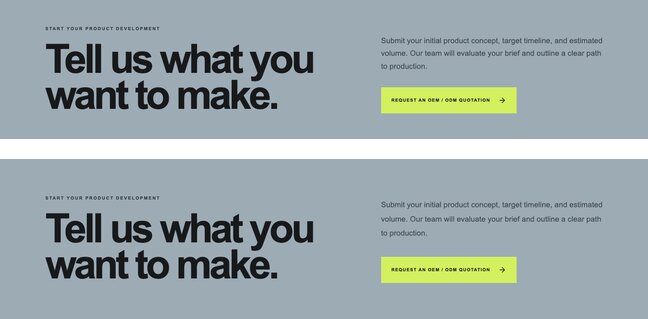 START YOUR PRODUCT DEVELOPMENT
Tell us what you
want to make.
Submit your initial product concept, target timeline, and estimated
volume. Our team will evaluate your brief and outline a clear path
to production.
REQUEST AN OEM / ODM QUOTATION →
START YOUR PRODUCT DEVELOPMENT
Tell us what you
want to make.
Submit your initial product concept, target timeline, and estimated
volume. Our team will evaluate your brief and outline a clear path
to production.
REQUEST AN OEM / ODM QUOTATION →